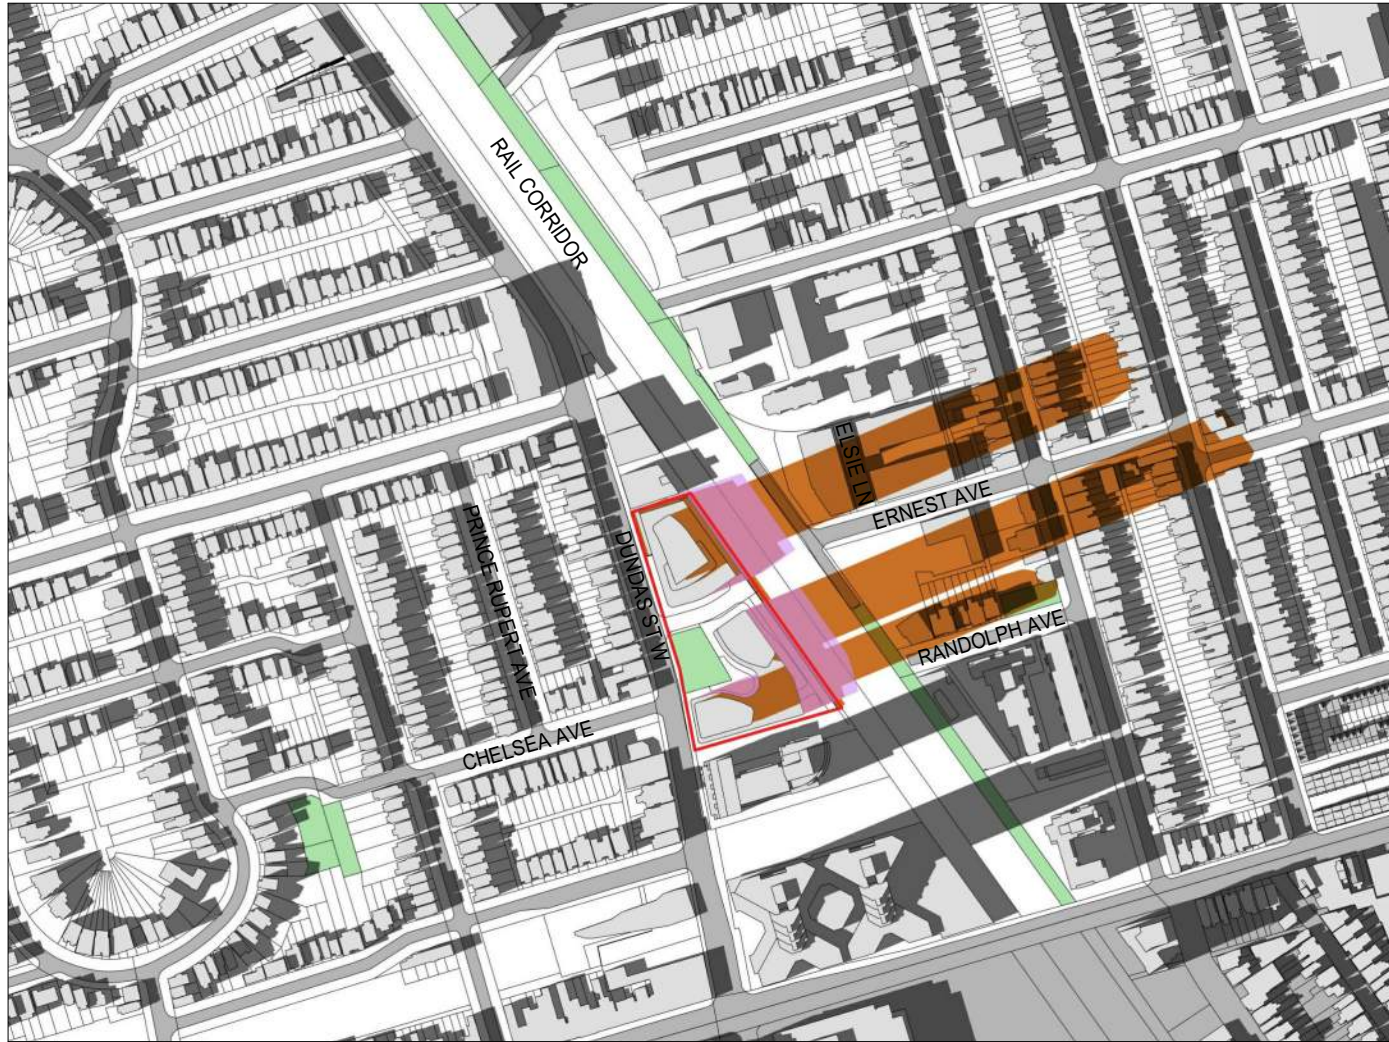 RAIL CORRIDOR
ELSIE LN
ERNEST AVE
PRINCE RUPERT AVE
DUNDAS ST W
RANDOLPH AVE
CHELSEA AVE